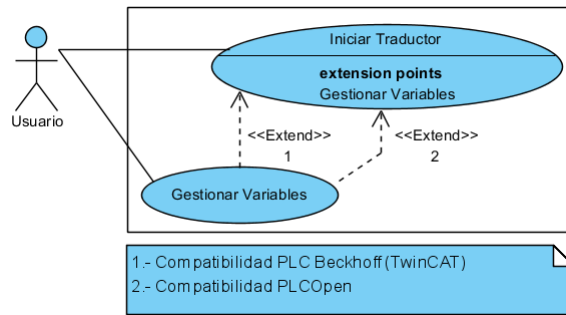 Iniciar Traductor
extension points
Gestionar Variables
Usuario
<<Extend>>
1
<<Extend>>
2
Gestionar Variables
1.- Compatibilidad PLC Beckhoff (TwinCAT)
2.- Compatibilidad PLCOpen